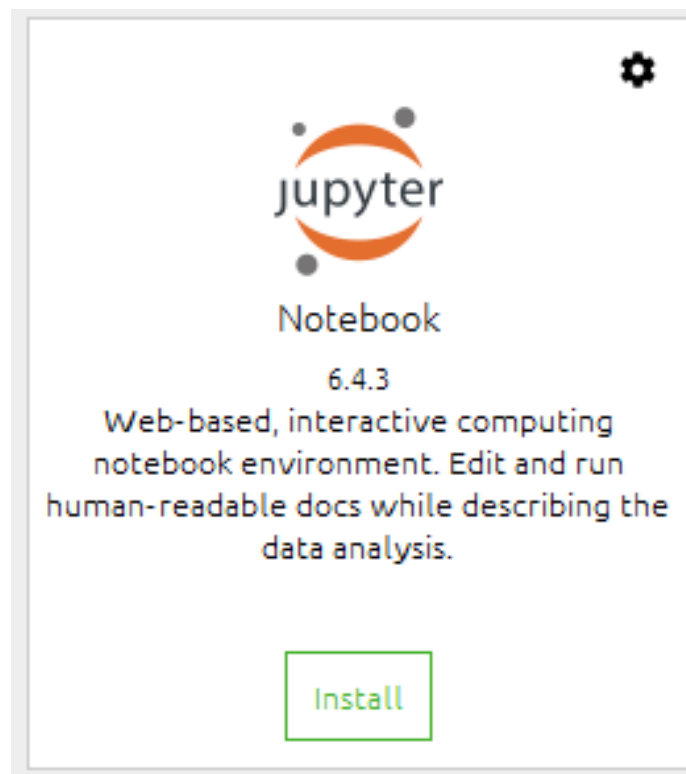 jupyter
Notebook
6.4.3
Web-based, interactive computing
notebook environment. Edit and run
human-readable docs while describing the
data analysis.
Install